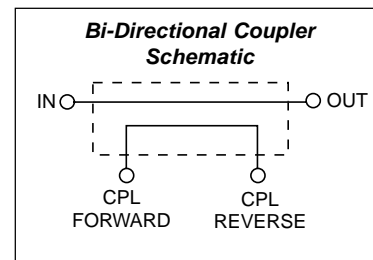 Bi-Directional Coupler
Schematic
IN
OUT
CPL
FORWARD
CPL
REVERSE